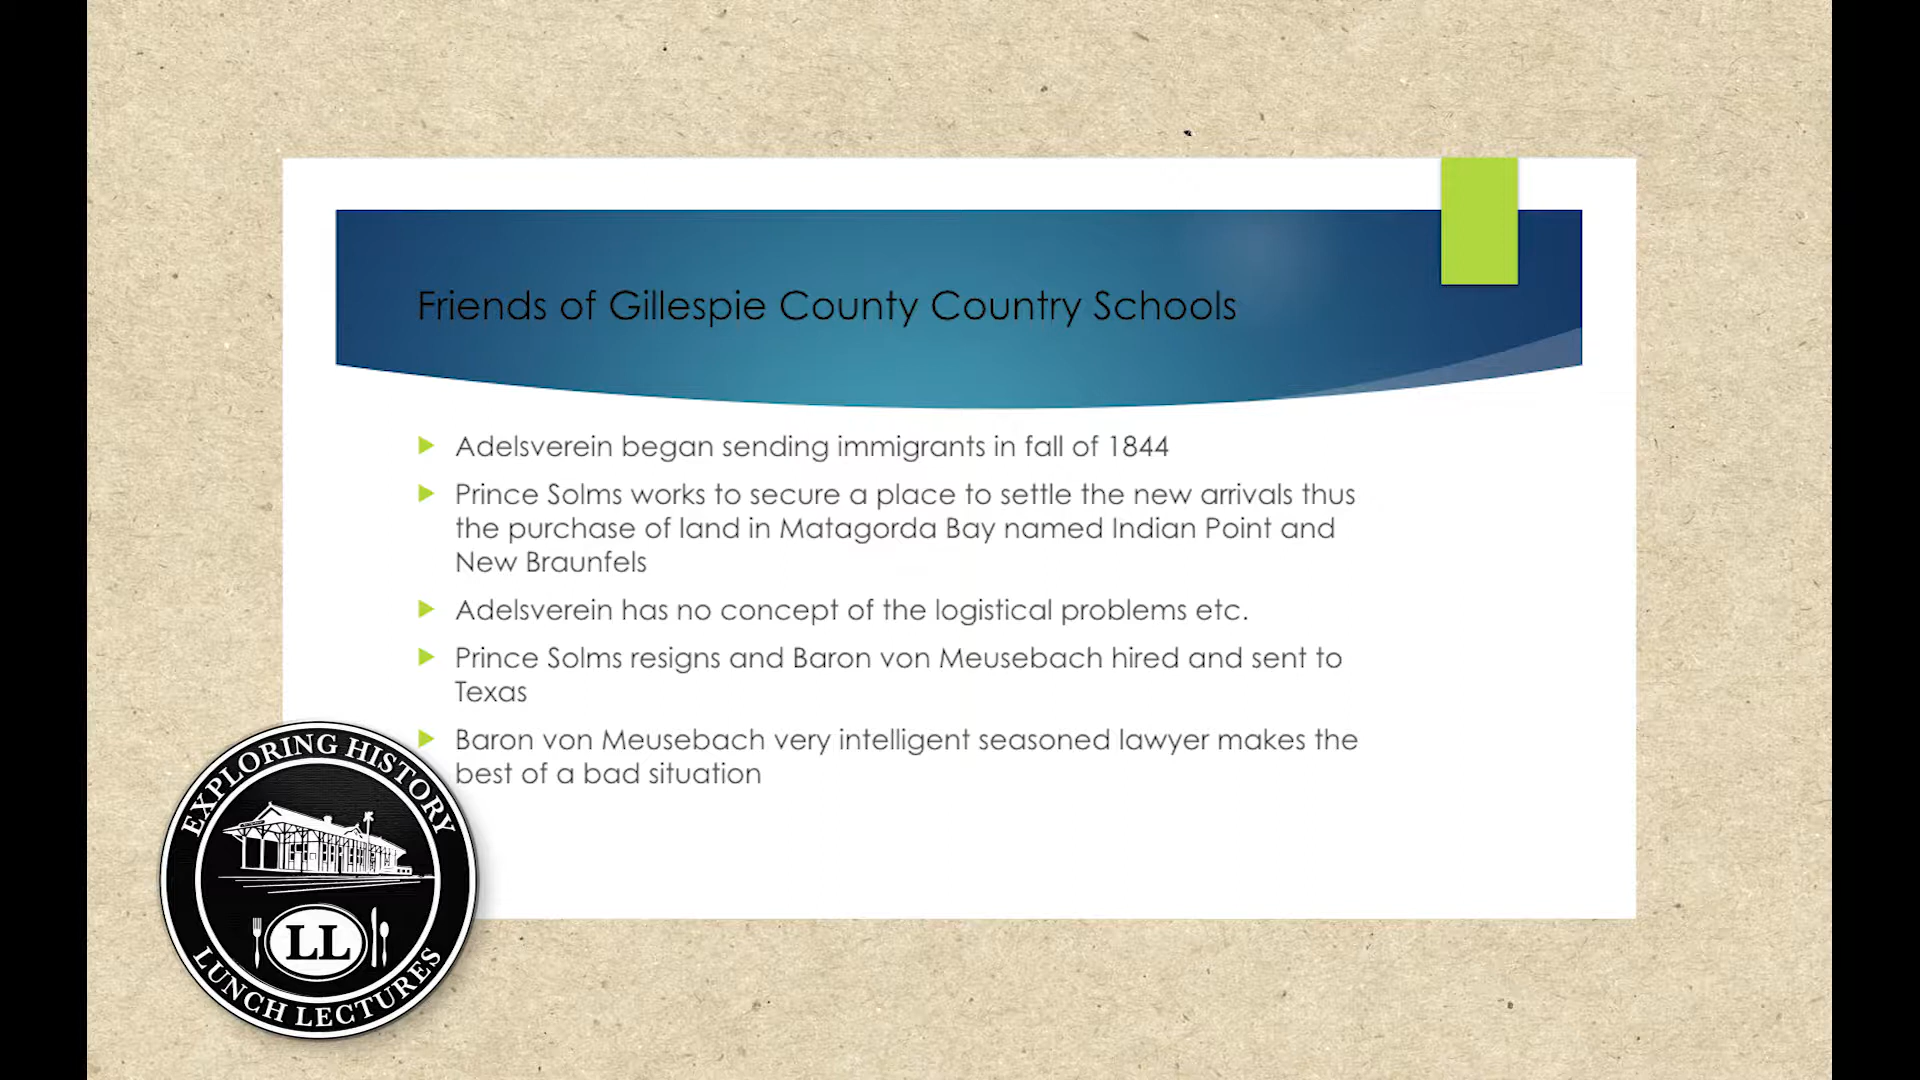 Friends of Gillespie County Country Schools
Adelsverein began sending immigrants in fall of 1844
Prince Solms works to secure a place to settle the new arrivals thus
the purchase of land in Matagorda Bay named Indian Point and
New Braunfels
Adelsverein has no concept of the logistical problems etc.
Prince Solms resigns and Baron von Meusebach hired and sent to
Texas
Baron von Meusebach very intelligent seasoned lawyer makes the
best of a bad situation
EXPLORING HISTORY
LL
LUNCH LECTURES